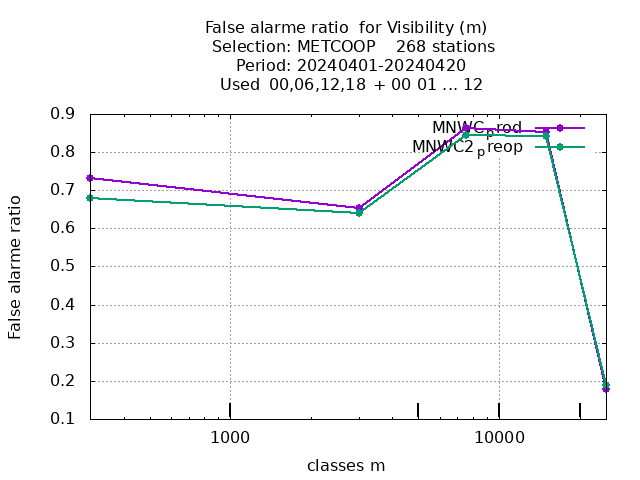 False alarme ratio  for Visibility (m)
Selection: METCOOP    268 stations
Period: 20240401-20240420
Used  00,06,12,18  + 00 01 ... 12
0.9
0.8
0.7
0.6
0.5
0.4
0.3
0.2
0.1
MNWCprod
MNWC2preop
False alarme ratio
1000
10000
classes m